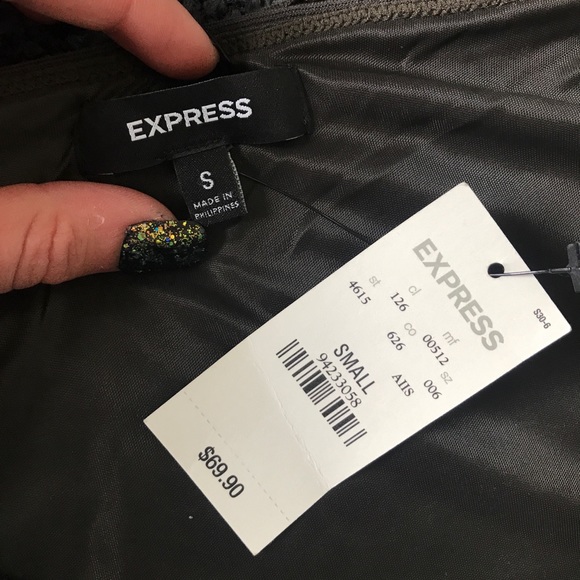 EXPRESS
S
MADE IN
PHILIPPINES
EXPRESS
S30-6
cl mf
126 00512
st co sz
4615 626 006
AIIS
SMALL
94233058
$69.90